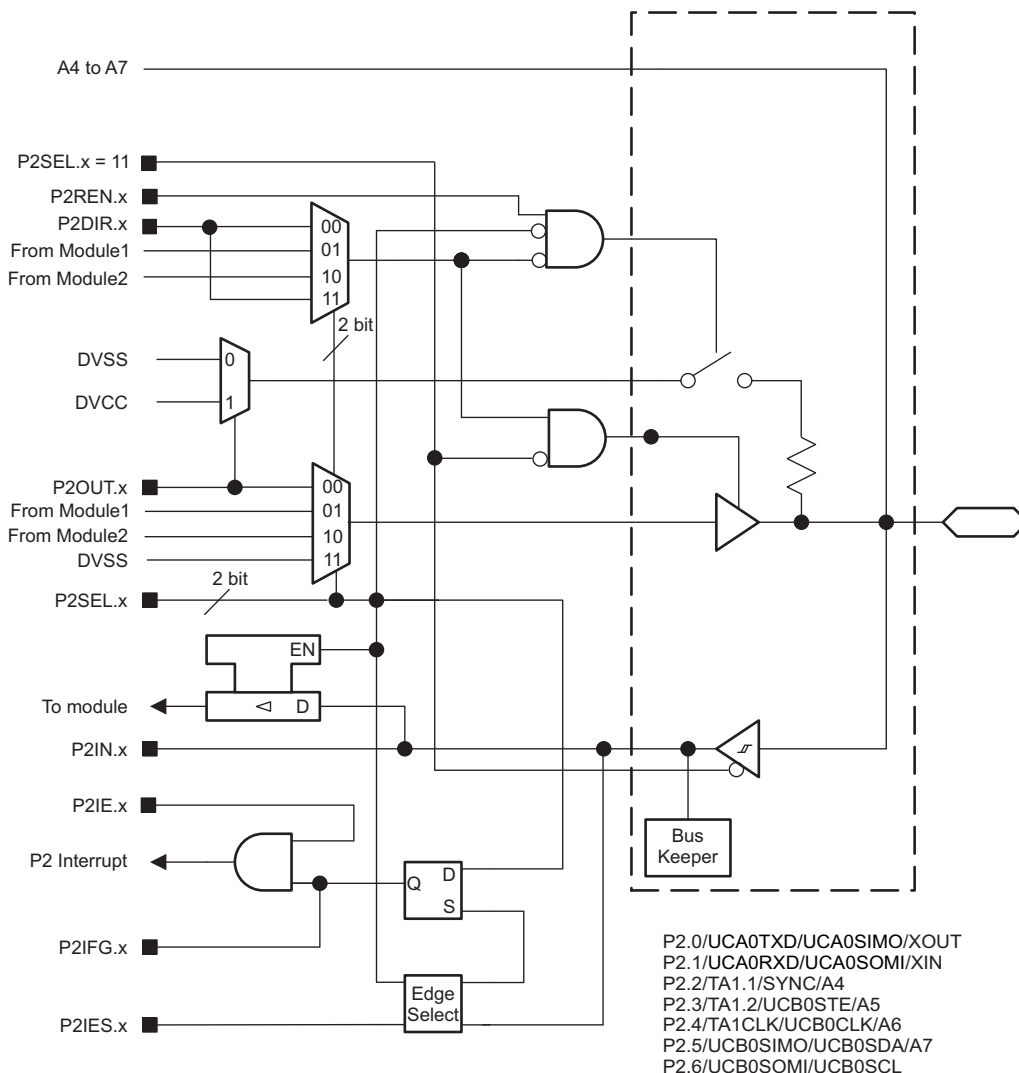 A4 to A7
P2SEL.x = 11
P2REN.x
P2DIR.x
00
From Module1
01
From Module2
10
11
2 bit
DVSS
0
DVCC
1
P2OUT.x
00
From Module1
01
From Module2
10
DVSS
11
2 bit
P2SEL.x
EN
To module
D
P2IN.x
P2IE.x
Bus
Keeper
P2 Interrupt
D
Q
S
P2IFG.x
Edge
Select
P2IES.x
P2.0/UCA0TXD/UCA0SIMO/XOUT
P2.1/UCA0RXD/UCA0SOMI/XIN
P2.2/TA1.1/SYNC/A4
P2.3/TA1.2/UCB0STE/A5
P2.4/TA1CLK/UCB0CLK/A6
P2.5/UCB0SIMO/UCB0SDA/A7
P2.6/UCB0SOMI/UCB0SCL